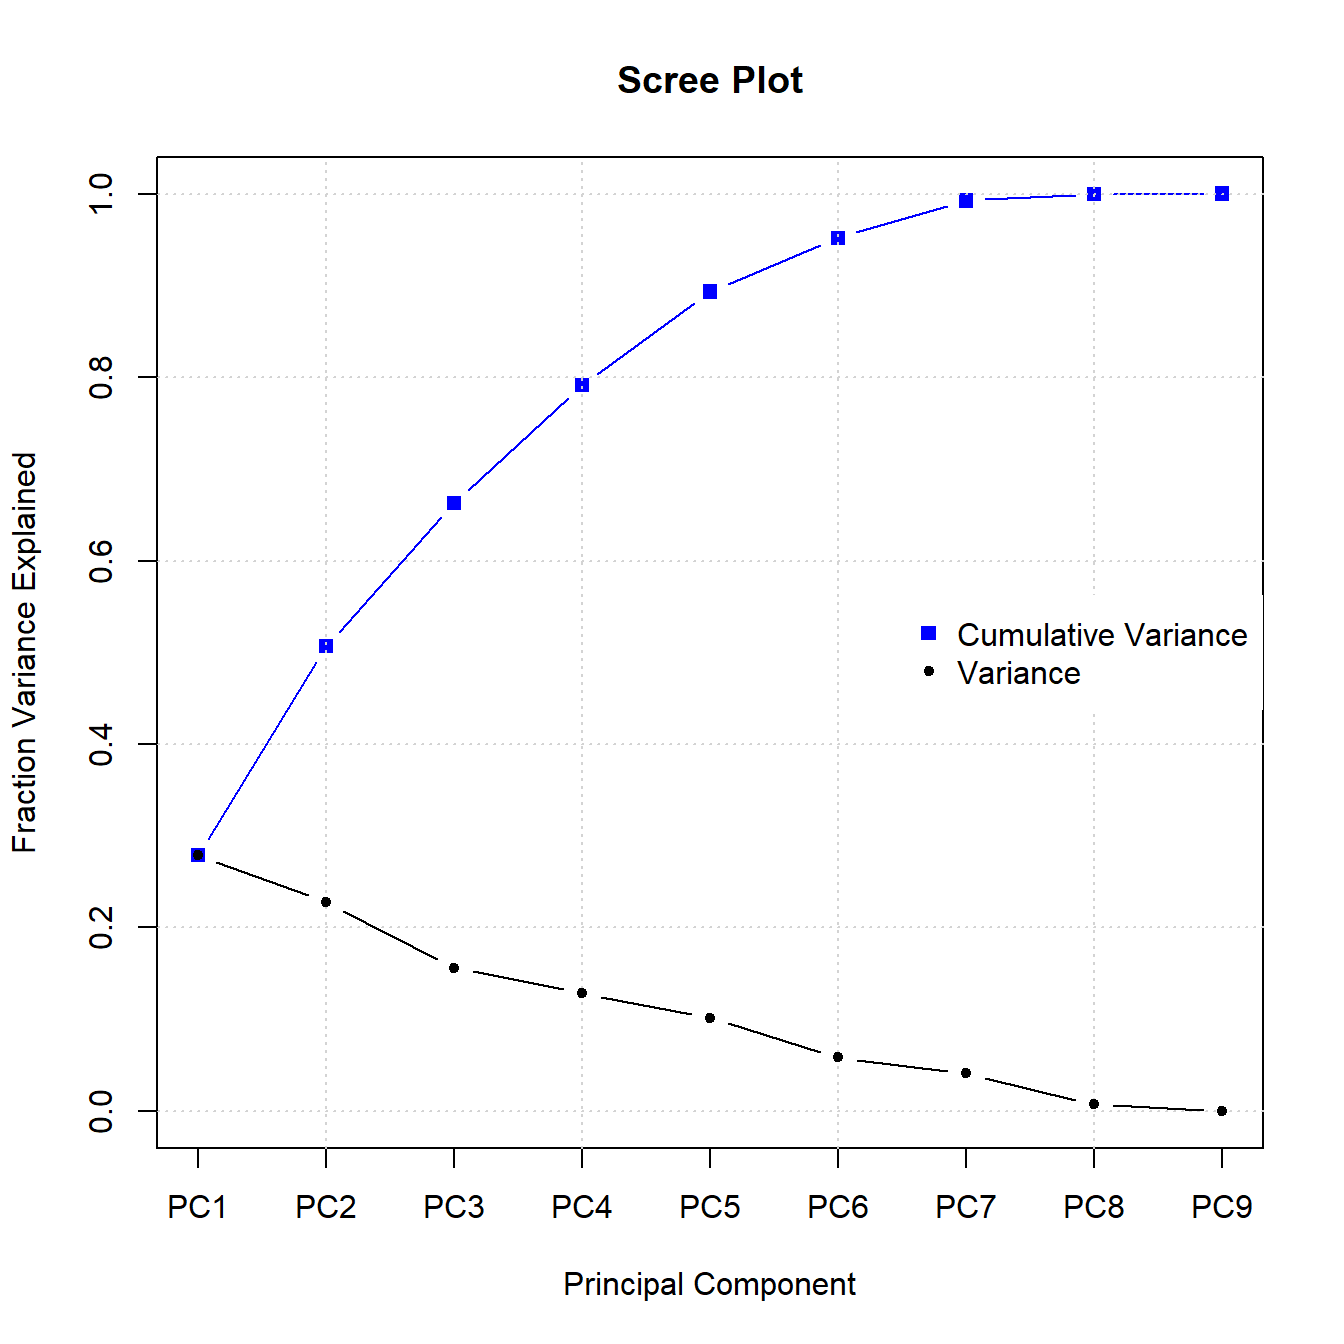 Scree Plot
Fraction Variance Explained
1.0
0.8
0.6
0.4
0.2
0.0
Cumulative Variance
Variance
PC1 PC2 PC3 PC4 PC5 PC6 PC7 PC8 PC9
Principal Component